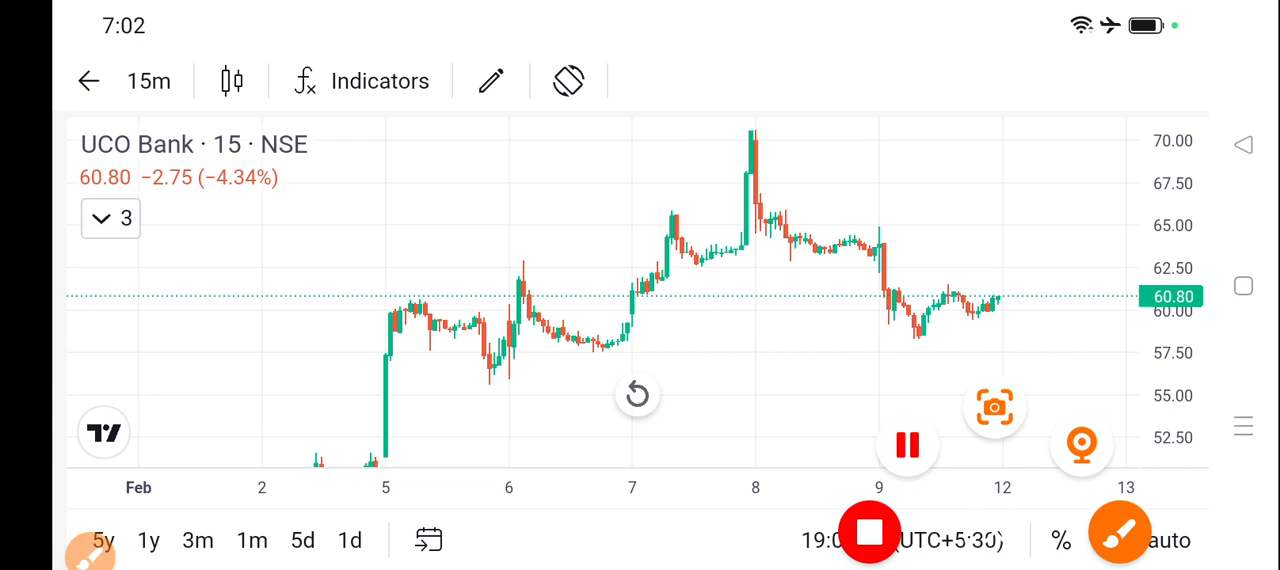 7:02
15m
Indicators
UCO Bank · 15 · NSE
60.80 −2.75 (−4.34%)
3
70.00
67.50
65.00
62.50
60.80
60.00
57.50
55.00
52.50
Feb 2 5 6 7 8 9 12 13
5y 1y 3m 1m 5d 1d
19:0 (UTC+5:30) % auto